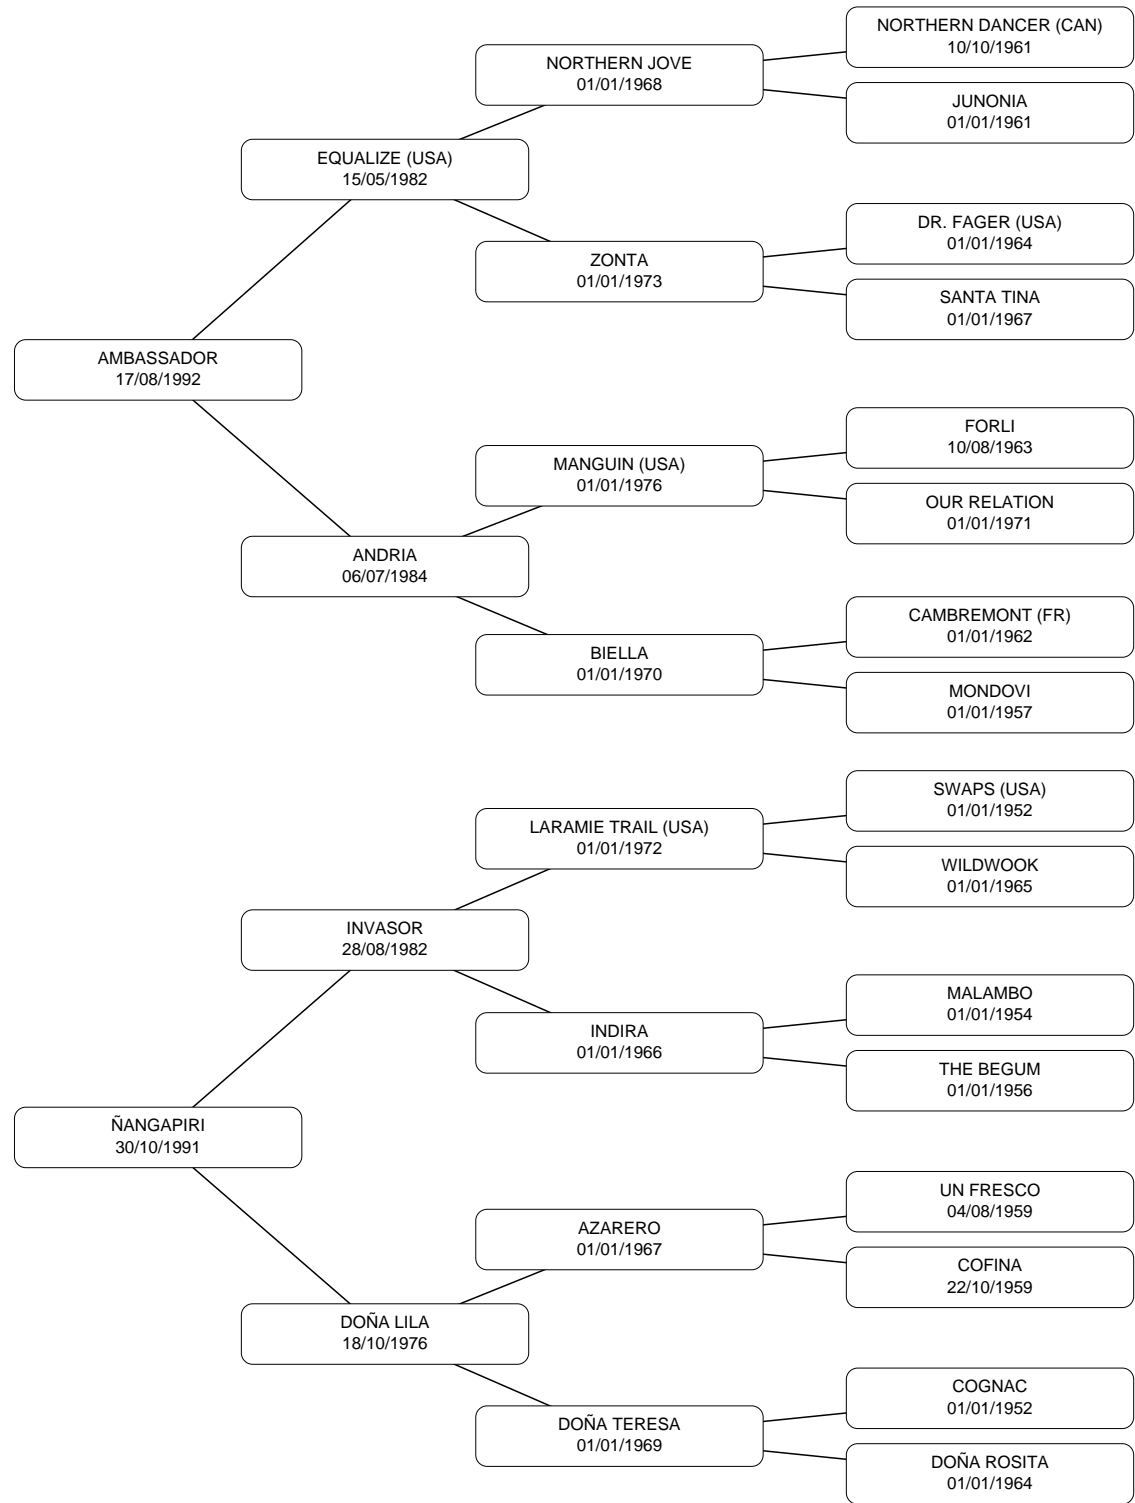 NORTHERN DANCER (CAN)
10/10/1961
NORTHERN JOVE
01/01/1968
JUNONIA
01/01/1961
EQUALIZE (USA)
15/05/1982
DR. FAGER (USA)
01/01/1964
ZONTA
01/01/1973
SANTA TINA
01/01/1967
AMBASSADOR
17/08/1992
FORLI
10/08/1963
MANGUIN (USA)
01/01/1976
OUR RELATION
01/01/1971
ANDRIA
06/07/1984
CAMBREMONT (FR)
01/01/1962
BIELLA
01/01/1970
MONDOVI
01/01/1957
SWAPS (USA)
01/01/1952
LARAMIE TRAIL (USA)
01/01/1972
WILDWOOK
01/01/1965
INVASOR
28/08/1982
MALAMBO
01/01/1954
INDIRA
01/01/1966
THE BEGUM
01/01/1956
ÑANGAPIRI
30/10/1991
UN FRESCO
04/08/1959
AZARERO
01/01/1967
COFINA
22/10/1959
DOÑA LILA
18/10/1976
COGNAC
01/01/1952
DOÑA TERESA
01/01/1969
DOÑA ROSITA
01/01/1964